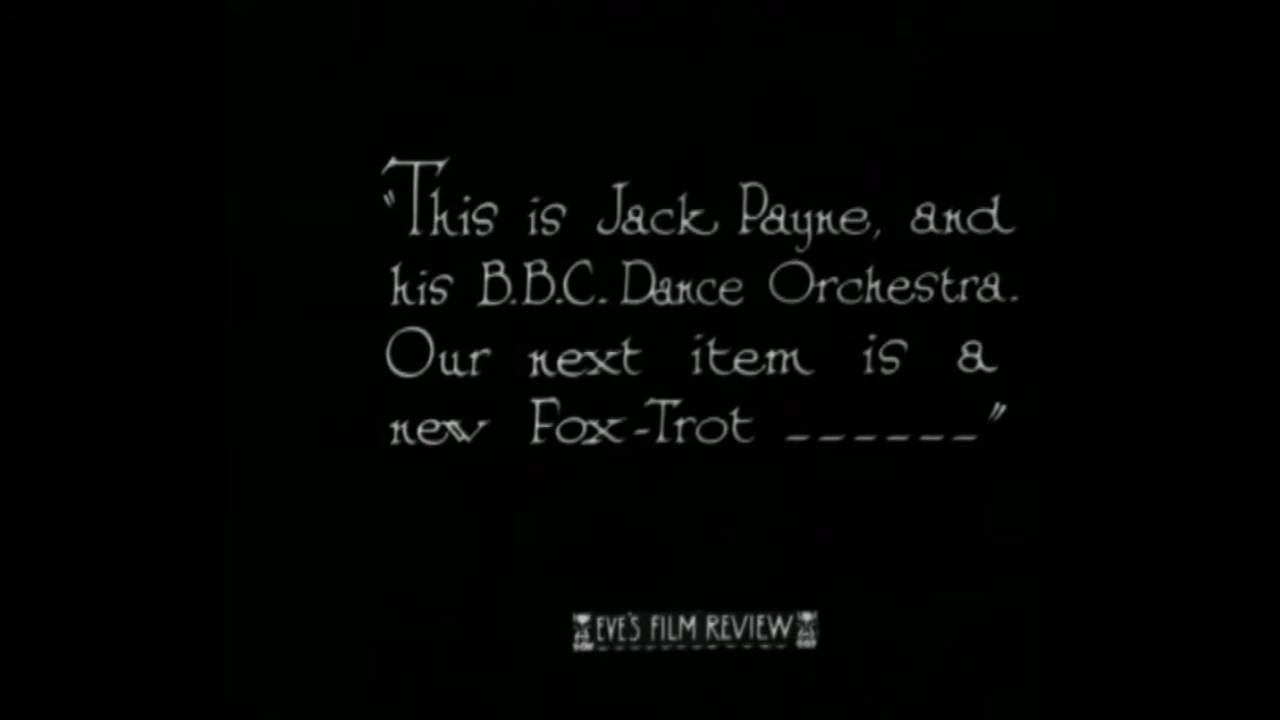 "This is Jack Payne, and
his B.B.C. Dance Orchestra.
Our next item is a
new Fox-Trot ------"
EVE'S FILM REVIEW